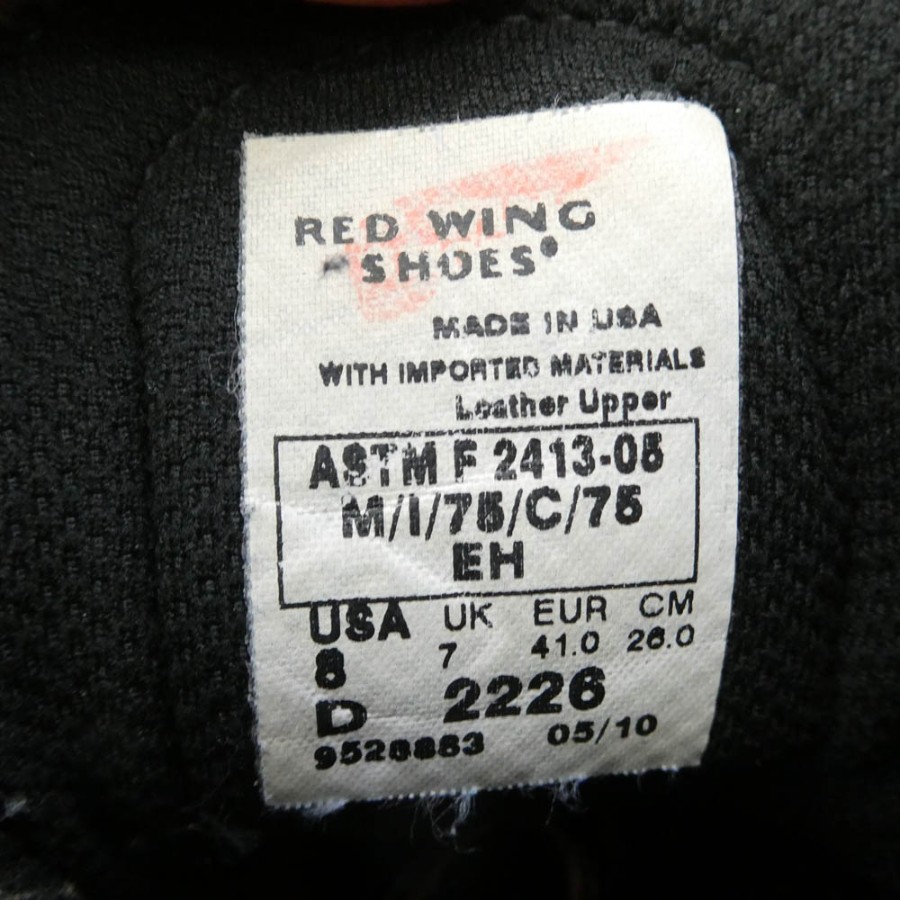 RED WING
SHOES
MADE IN USA
WITH IMPORTED MATERIALS
Leather Upper
ASTM F 2413-05
M/I/75/C/75
EH
USA UK EUR CM
8 7 41.0 26.0
D 2226
05/10